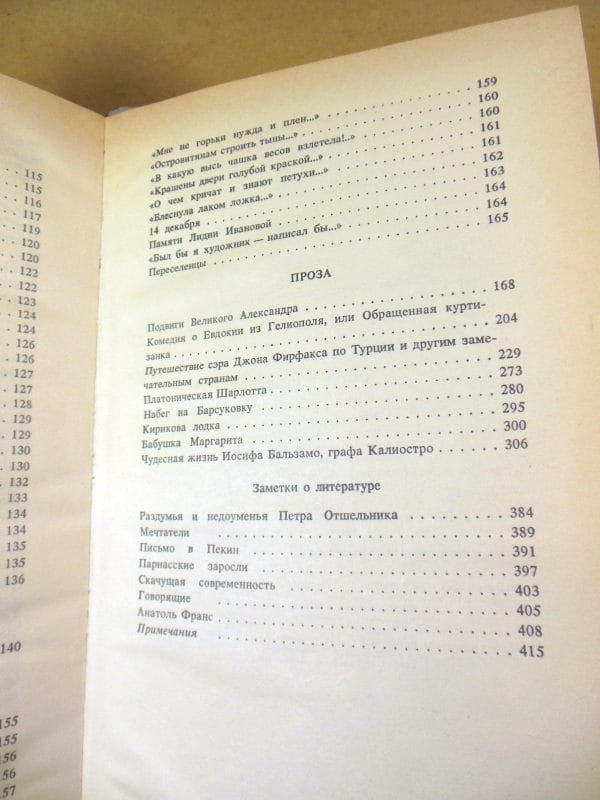 115
115
116
117
119
120
120
122
122
123
124
124
126
127
127
128
129
129
130
130
132
133
134
134
135
135
136
140
155
155
156
156
157
«Мне не горьки нужда и плен...» 159
«Островитянам строить тыны...» 160
«В какую высь чашка весов взлетела!..» 160
«Крашены двери голубой краской...» 161
«О чем кричат и знают петухи...» 161
«Блеснула лаком ложка...» 162
14 декабря 163
Памяти Лидии Ивановой 164
«Был бы я художник — написал бы...» 164
Переселенцы 165
ПРОЗА
Подвиги Великого Александра 168
Комедия о Евдокии из Гелиополя, или Обращенная курти-
занка 204
Путешествие сэра Джона Фирфакса по Турции и другим заме-
чательным странам 229
Платоническая Шарлотта 273
Набег на Барсуковку 280
Кирикова лодка 295
Бабушка Маргарита 300
Чудесная жизнь Иосифа Бальзамо, графа Калиостро 306
Заметки о литературе
Раздумья и недоуменья Петра Отшельника 384
Мечтатели 389
Письмо в Пекин 391
Парнасские заросли 397
Скачущая современность 403
Говорящие 405
Анатоль Франс 408
Примечания 415